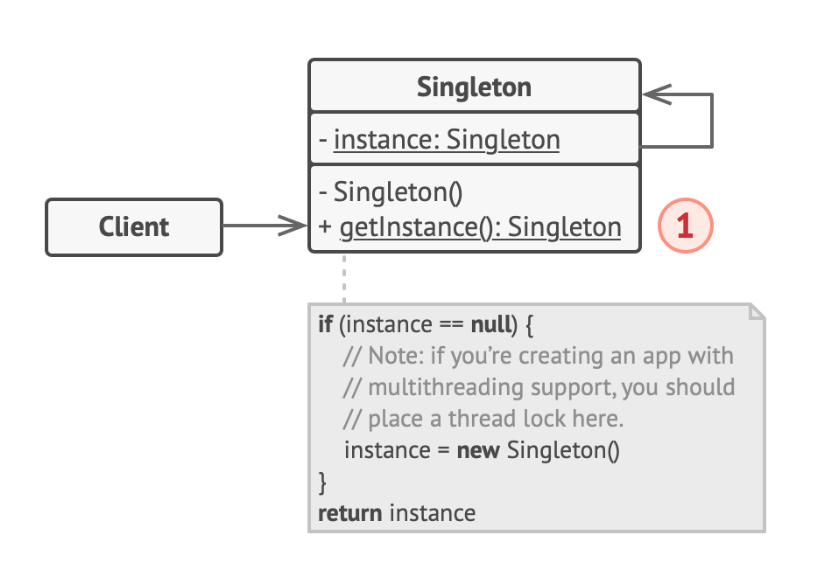 Singleton
- instance: Singleton
- Singleton()
+ getInstance(): Singleton
Client
1
if (instance == null) {
// Note: if you’re creating an app with
// multithreading support, you should
// place a thread lock here.
instance = new Singleton()
}
return instance